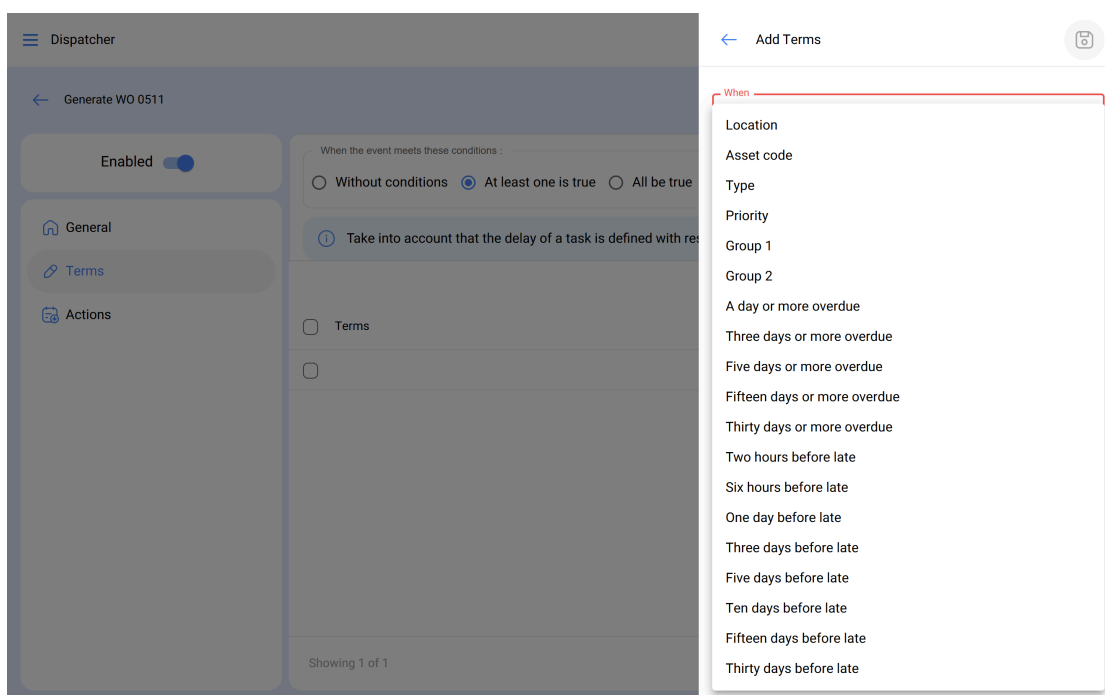 Dispatcher
Generate WO 0511
Enabled
General
Terms
Actions
When the event meets these conditions :
Without conditions
At least one is true
All be true
Take into account that the delay of a task is defined with res
Terms
Showing 1 of 1
Add Terms
When
Location
Asset code
Type
Priority
Group 1
Group 2
A day or more overdue
Three days or more overdue
Five days or more overdue
Fifteen days or more overdue
Thirty days or more overdue
Two hours before late
Six hours before late
One day before late
Three days before late
Five days before late
Ten days before late
Fifteen days before late
Thirty days before late